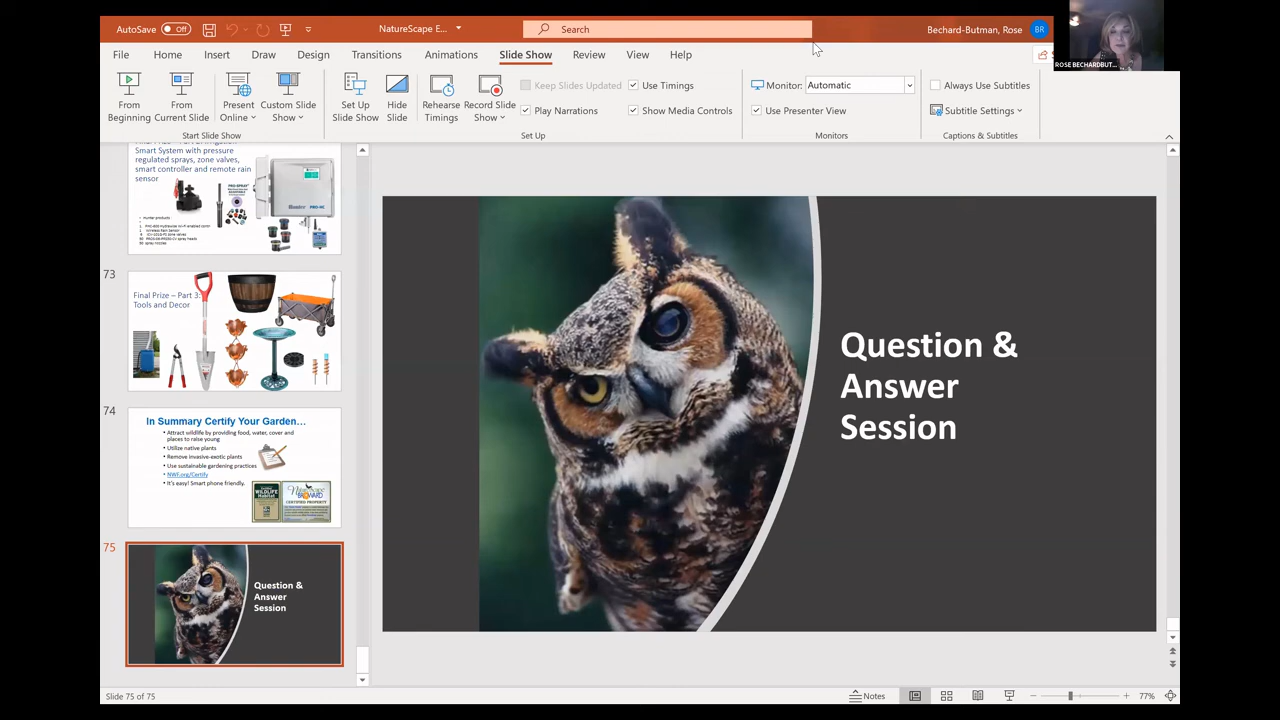 AutoSave Off
NatureScape E...
Search
Bechard-Butman, Rose
BR
ROSE BECHARDBUT...
File Home Insert Draw Design Transitions Animations Slide Show Review View Help
From Beginning
From Current Slide
Present Online
Custom Slide Show
Start Slide Show
Set Up Slide Show
Hide Slide
Rehearse Timings
Record Slide Show
Keep Slides Updated
Play Narrations
Use Timings
Show Media Controls
Set Up
Monitor: Automatic
Use Presenter View
Monitors
Always Use Subtitles
Subtitle Settings
Captions & Subtitles
Smart System with pressure
regulated sprays, zone valves,
smart controller and remote rain
sensor
73
Final Prize – Part 3:
Tools and Decor
74
In Summary Certify Your Garden…
• Attract wildlife by providing food, water, cover and
places to raise young
• Utilize native plants
• Remove invasive-exotic plants
• Use sustainable gardening practices
• NWF.org/Certify
• It's easy! Smart phone friendly.
75
Question &
Answer
Session
Question &
Answer
Session
Slide 75 of 75
Notes
77%